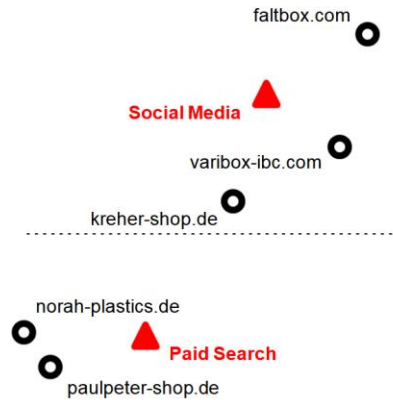 faltbox.com
Social Media
varibox-ibc.com
kreher-shop.de
norah-plastics.de
Paid Search
paulpeter-shop.de